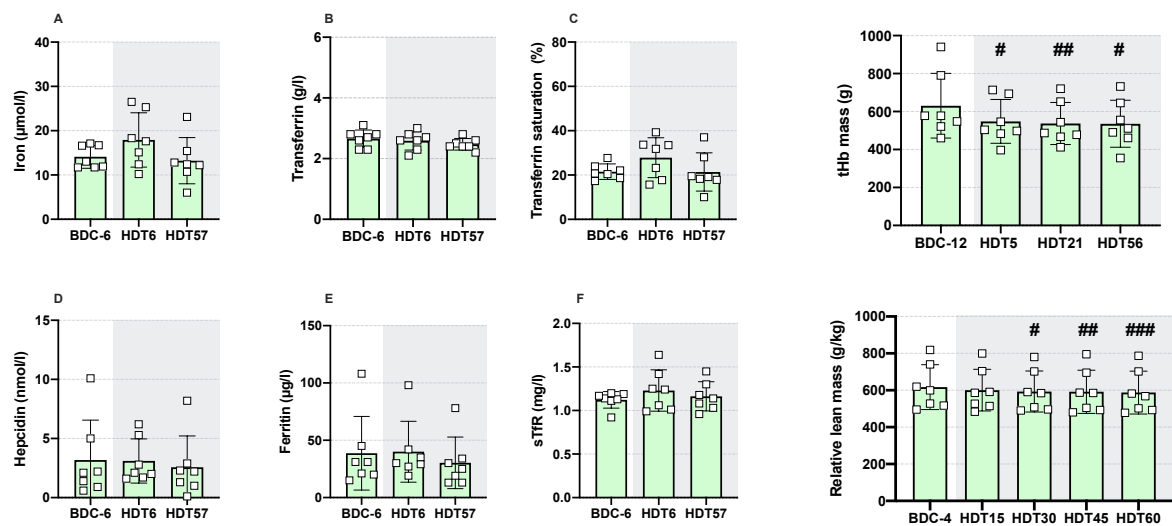 A
Iron (µmol/l)
40
30
20
10
0
BDC-6 HDT6 HDT57
B
Transferrin (g/l)
6
4
2
0
BDC-6 HDT6 HDT57
C
Transferrin saturation (%)
80
60
40
20
0
BDC-6 HDT6 HDT57
tHb mass (g)
1000
800
600
400
200
0
# ## #
BDC-12 HDT5 HDT21 HDT56
D
Hepcidin (nmol/l)
15
10
5
0
BDC-6 HDT6 HDT57
E
Ferritin (µg/l)
150
100
50
0
BDC-6 HDT6 HDT57
F
sTfR (mg/l)
2.0
1.5
1.0
0.5
0.0
BDC-6 HDT6 HDT57
Relative lean mass (g/kg)
1000
800
600
400
200
0
# ## ###
BDC-4 HDT15 HDT30 HDT45 HDT60